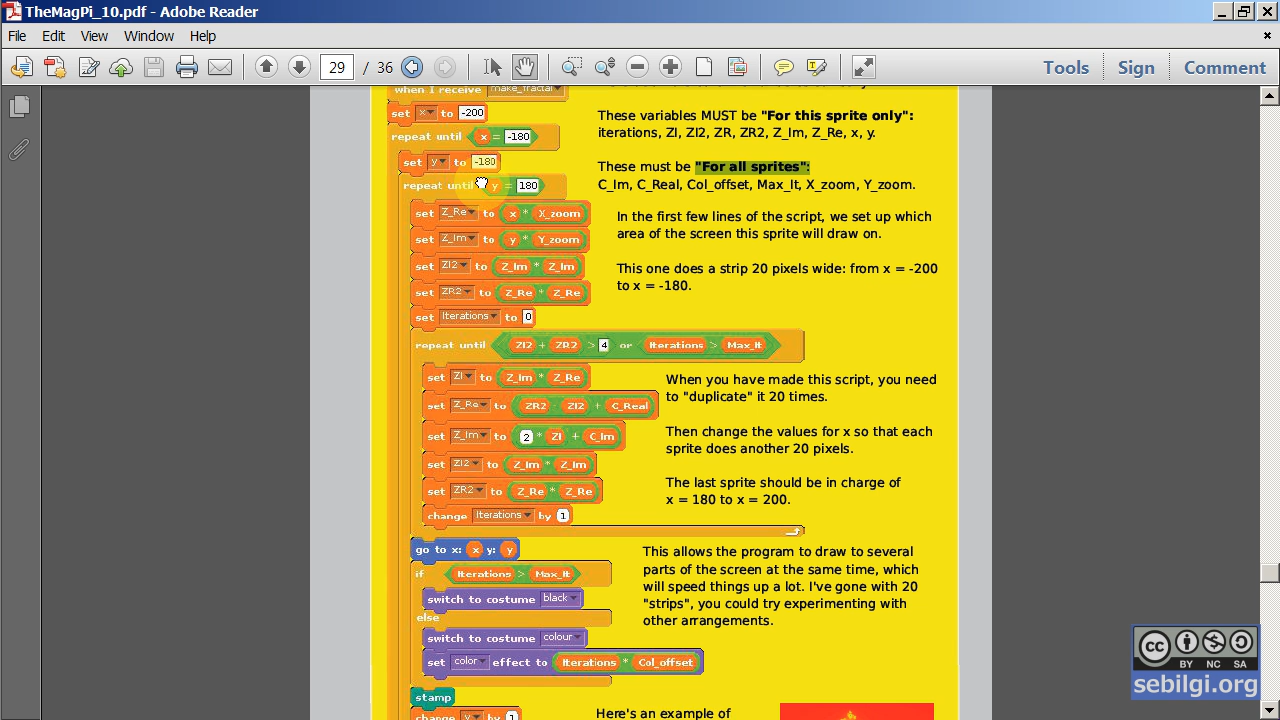 TheMagPi_10.pdf - Adobe Reader
File Edit View Window Help
29 / 36
Tools Sign Comment
when I receive make_fractal
set x to -200
repeat until x = -180
set y to -180
repeat until y = 180
set Z_Re to x * X_zoom
set Z_Im to y * Y_zoom
set ZI2 to Z_Im * Z_Im
set ZR2 to Z_Re * Z_Re
set Iterations to 0
repeat until ZI2 + ZR2 > 4 or Iterations > Max_It
set ZI to Z_Im * Z_Re
set Z_Re to ZR2 - ZI2 + C_Real
set Z_Im to 2 * ZI + C_Im
set ZI2 to Z_Im * Z_Im
set ZR2 to Z_Re * Z_Re
change Iterations by 1
go to x: x y: y
if Iterations > Max_It
switch to costume black
else
switch to costume colour
set color effect to Iterations * Col_offset
stamp
change y by 1
These variables MUST be "For this sprite only":
iterations, ZI, ZI2, ZR, ZR2, Z_Im, Z_Re, x, y.
These must be "For all sprites":
C_Im, C_Real, Col_offset, Max_It, X_zoom, Y_zoom.
In the first few lines of the script, we set up which
area of the screen this sprite will draw on.
This one does a strip 20 pixels wide: from x = -200
to x = -180.
When you have made this script, you need
to "duplicate" it 20 times.
Then change the values for x so that each
sprite does another 20 pixels.
The last sprite should be in charge of
x = 180 to x = 200.
This allows the program to draw to several
parts of the screen at the same time, which
will speed things up a lot. I've gone with 20
"strips", you could try experimenting with
other arrangements.
Here's an example of
cc
BY NC SA
sebilgi.org